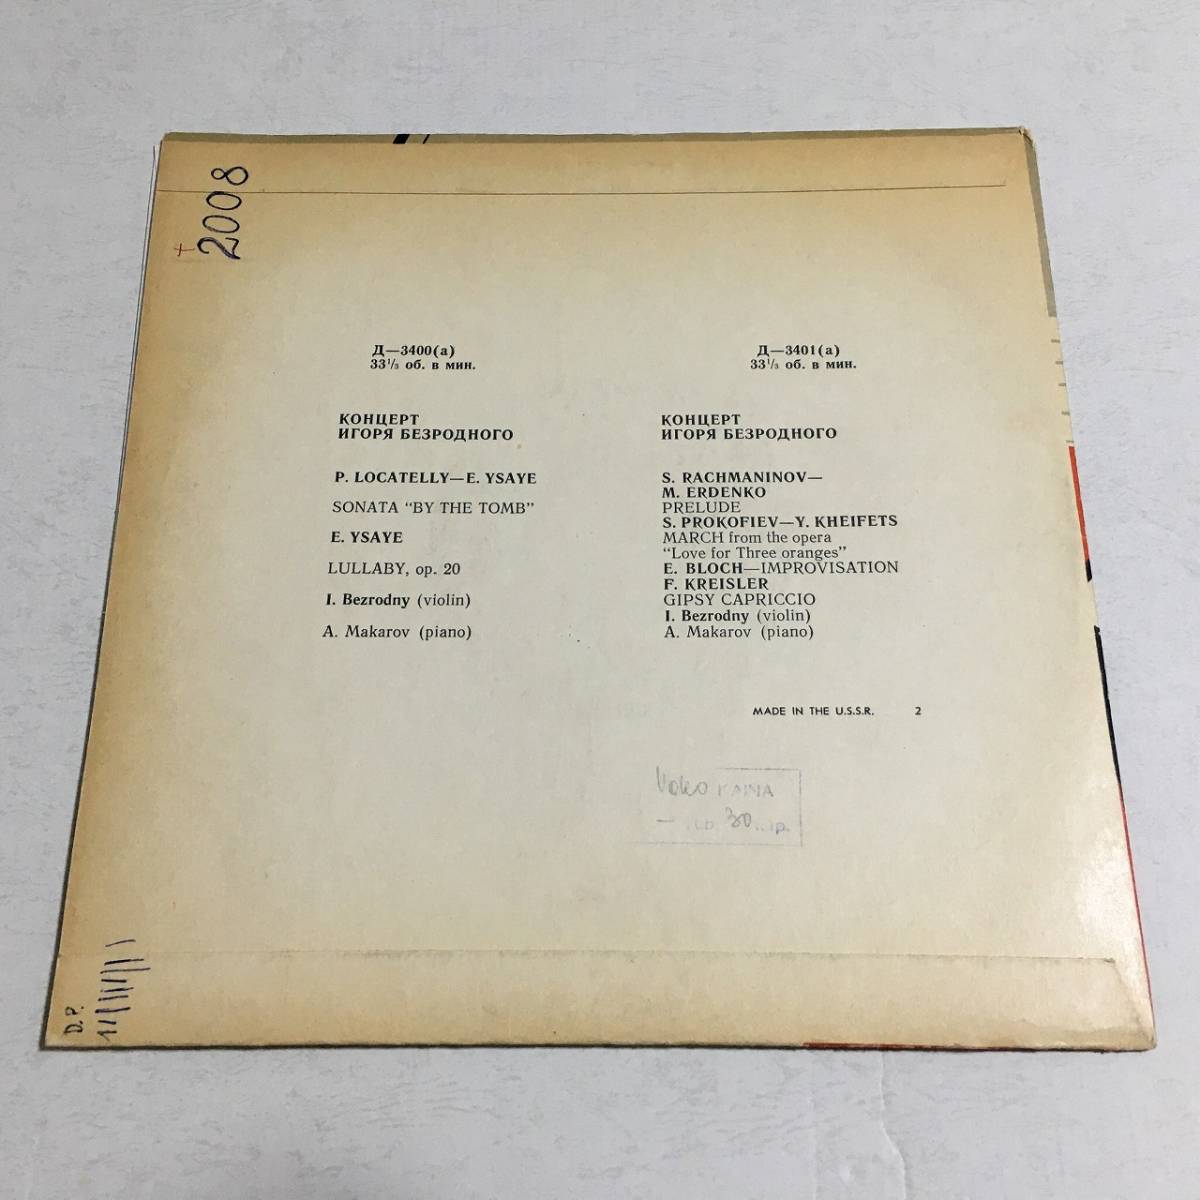 2008
Д—3400(а)
33⅓ об. в мин.
КОНЦЕРТ
ИГОРЯ БЕЗРОДНОГО
P. LOCATELLY—E. YSAYE
SONATA “BY THE TOMB”
E. YSAYE
LULLABY, op. 20
I. Bezrodny (violin)
A. Makarov (piano)
Д—3401(а)
33⅓ об. в мин.
КОНЦЕРТ
ИГОРЯ БЕЗРОДНОГО
S. RACHMANINOV—
M. ERDENKO
PRELUDE
S. PROKOFIEV—Y. KHEIFETS
MARCH from the opera
“Love for Three oranges”
E. BLOCH—IMPROVISATION
F. KREISLER
GIPSY CAPRICCIO
I. Bezrodny (violin)
A. Makarov (piano)
MADE IN THE U.S.S.R. 2
KAINA
30
D. P.